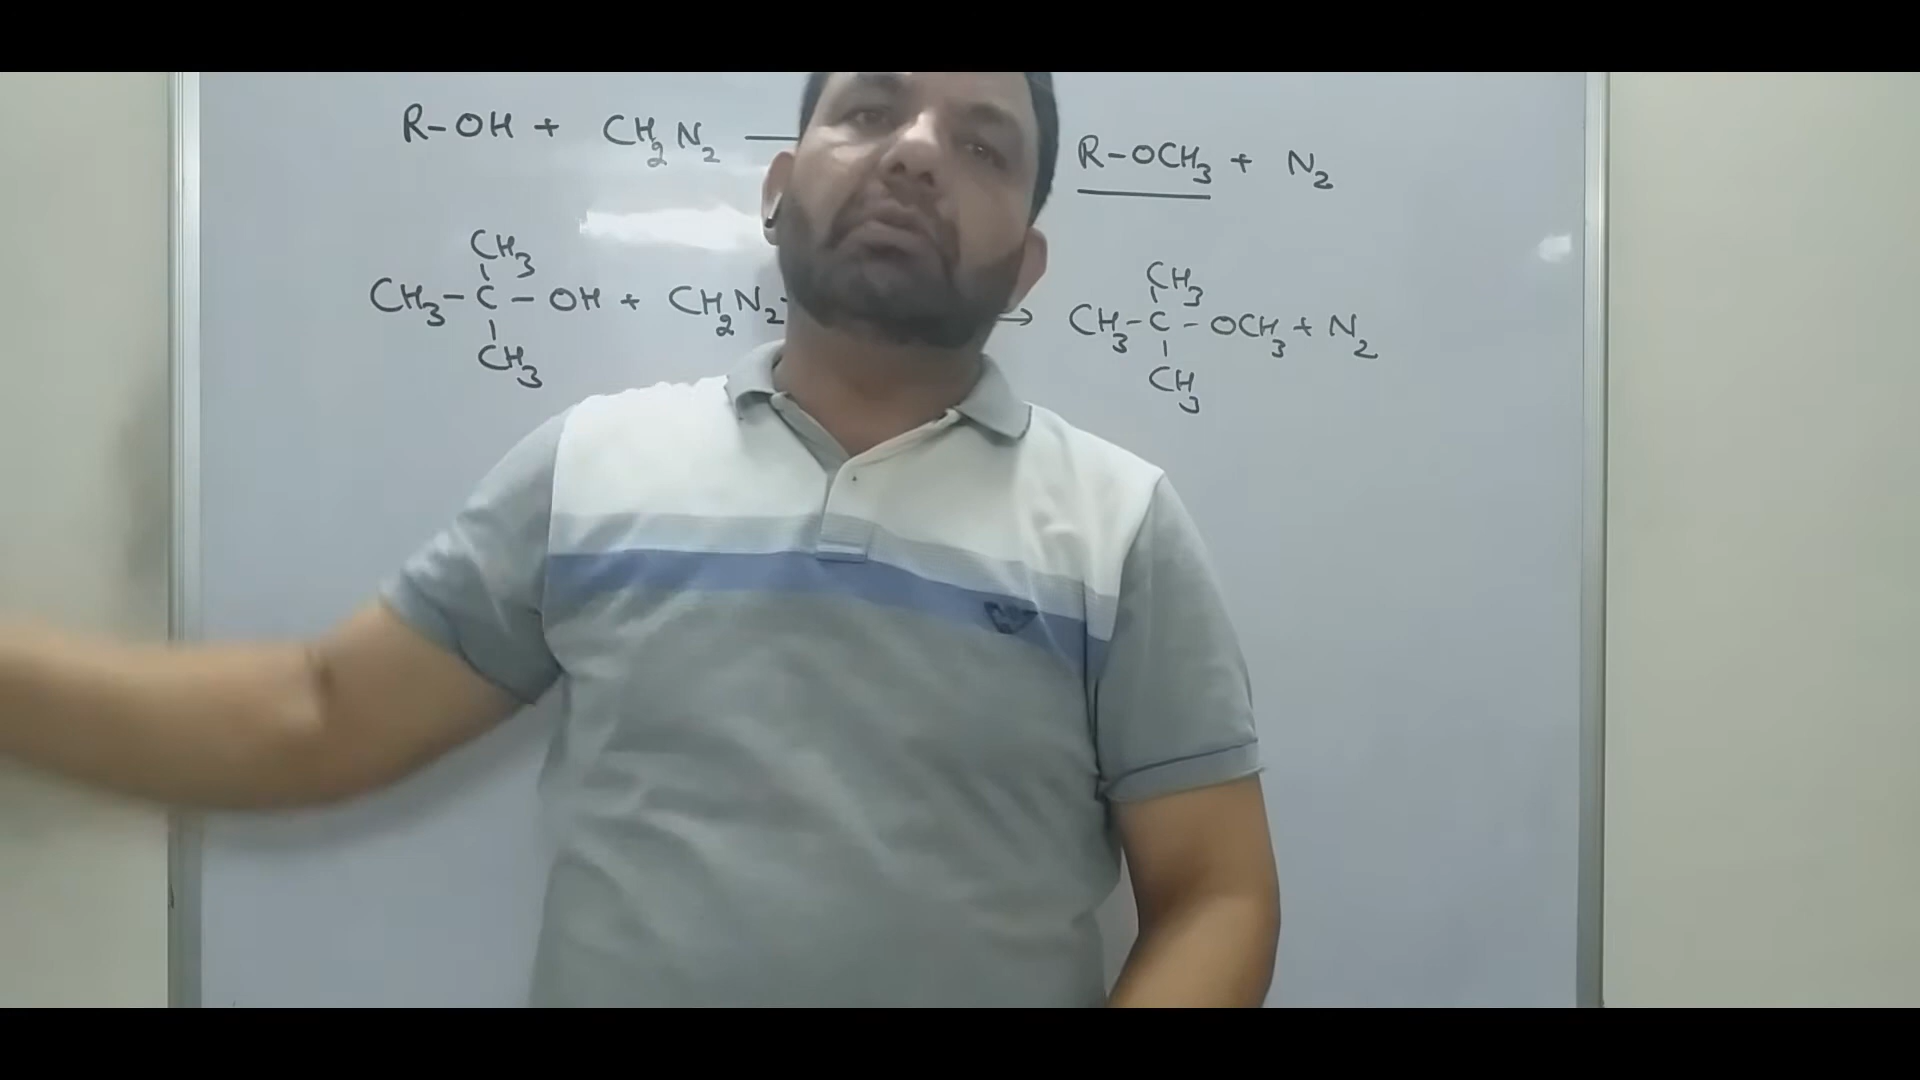 R-OH + CH2N2 — R-OCH3 + N2
CH3 CH3
CH3-C-OH + CH2N2- → CH3-C-OCH3 + N2
CH3 CH3